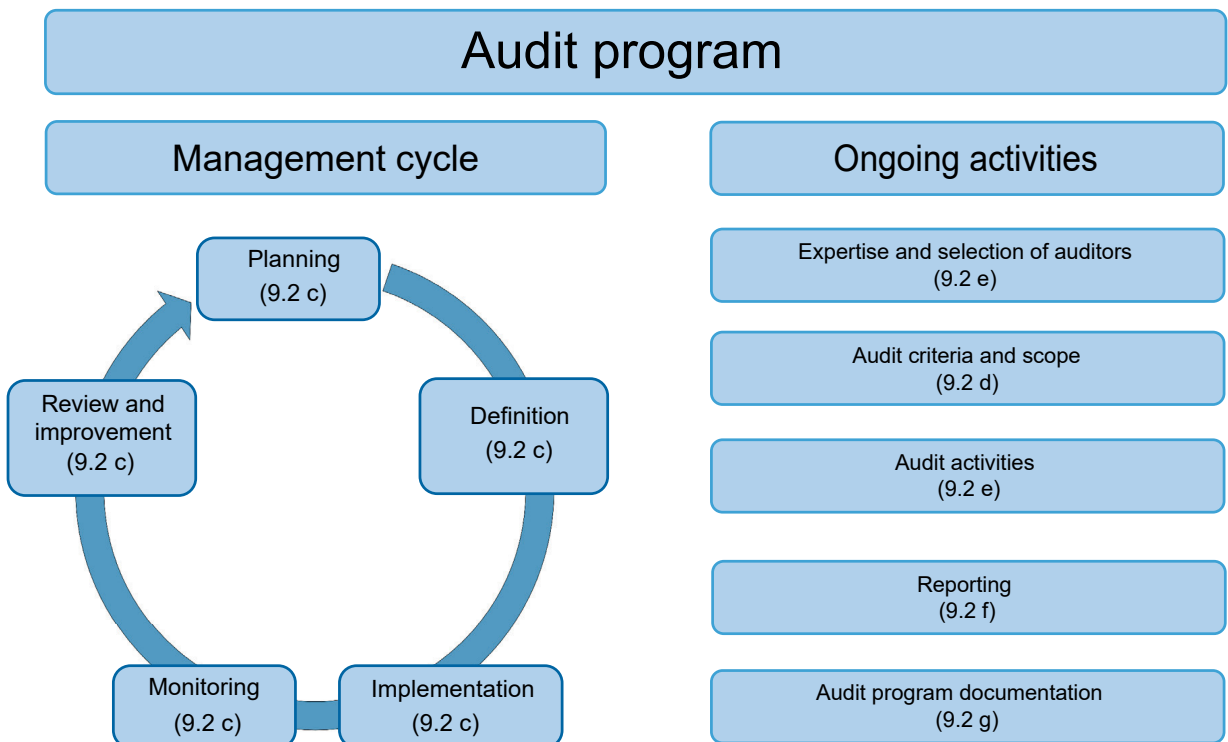 Audit program
Management cycle
Planning
(9.2 c)
Definition
(9.2 c)
Implementation
(9.2 c)
Monitoring
(9.2 c)
Review and
improvement
(9.2 c)
Ongoing activities
Expertise and selection of auditors
(9.2 e)
Audit criteria and scope
(9.2 d)
Audit activities
(9.2 e)
Reporting
(9.2 f)
Audit program documentation
(9.2 g)